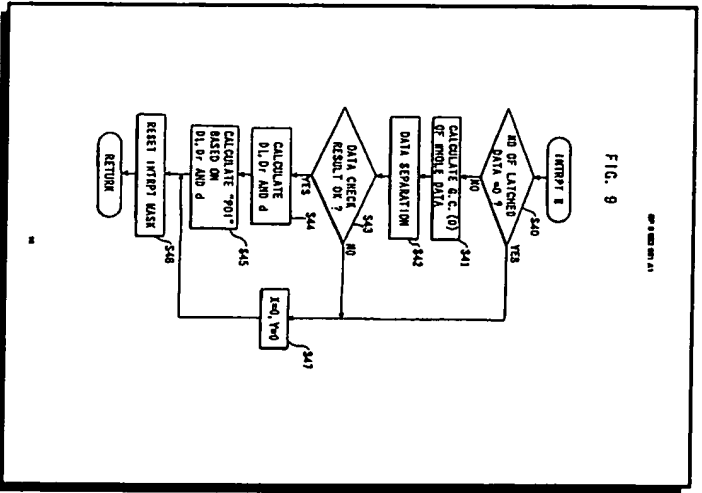 FIG. 9
INTRPT B
NO OF LATCHED
DATA =0 ?
S40
YES
NO
CALCULATE G.C.(0)
OF WHOLE DATA
S41
DATA SEPARATION
S42
DATA CHECK
RESULT OK ?
S43
NO
YES
CALCULATE
Dl, Dr AND d
S44
CALCULATE "POI"
BASED ON
Dl, Dr AND d
S45
X=0, Y=0
S47
RESET INTRPT MASK
S46
RETURN